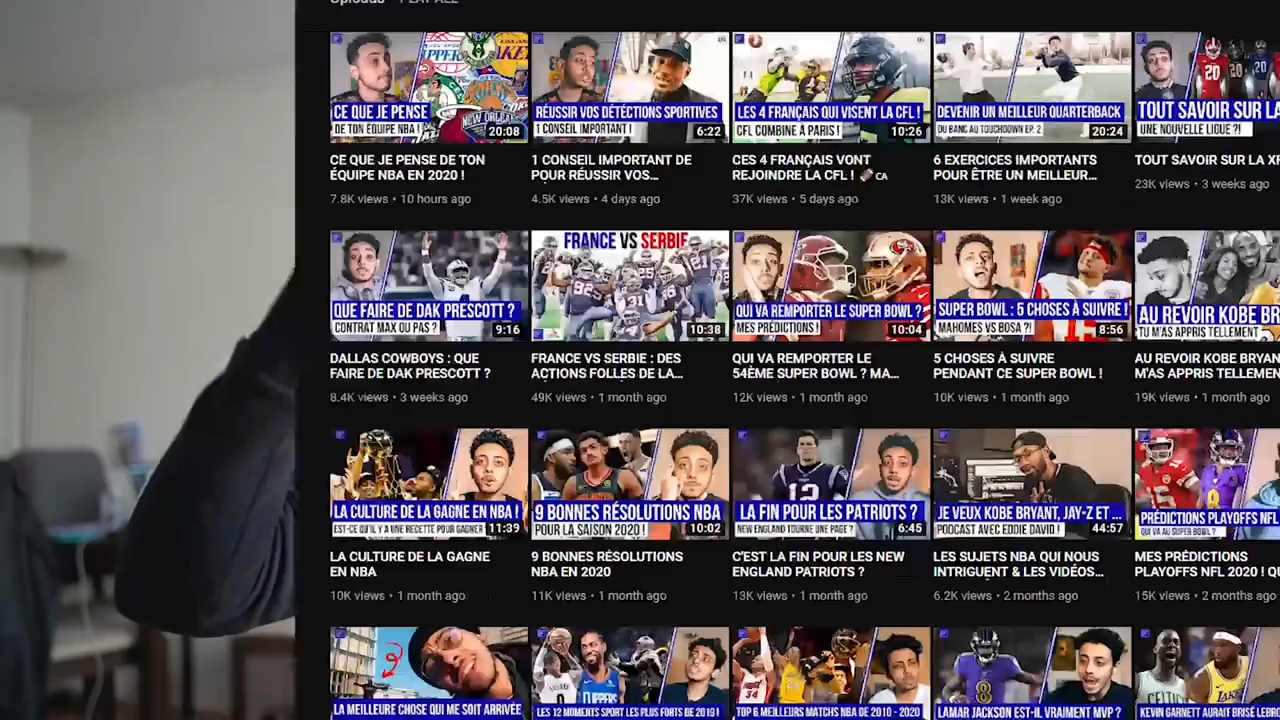 Uploads PLAY ALL
CE QUE JE PENSE
DE TON ÉQUIPE NBA !
20:08
RÉUSSIR VOS DÉTÉCTIONS SPORTIVES
1 CONSEIL IMPORTANT !
6:22
LES 4 FRANÇAIS QUI VISENT LA CFL !
CFL COMBINE À PARIS !
10:26
DEVENIR UN MEILLEUR QUARTERBACK
DU BANC AU TOUCHDOWN EP. 2
20:24
TOUT SAVOIR SUR LA
UNE NOUVELLE LIGUE ?!
CE QUE JE PENSE DE TON
ÉQUIPE NBA EN 2020 !
7.8K views • 10 hours ago
1 CONSEIL IMPORTANT DE
POUR RÉUSSIR VOS...
4.5K views • 4 days ago
CES 4 FRANÇAIS VONT
REJOINDRE LA CFL ! 🏈 CA
37K views • 5 days ago
6 EXERCICES IMPORTANTS
POUR ÊTRE UN MEILLEUR...
13K views • 1 week ago
TOUT SAVOIR SUR LA
23K views • 3 weeks ago
QUE FAIRE DE DAK PRESCOTT ?
CONTRAT MAX OU PAS ?
9:16
FRANCE VS SERBIE
10:38
QUI VA REMPORTER LE SUPER BOWL ?
MES PRÉDICTIONS !
10:04
SUPER BOWL : 5 CHOSES À SUIVRE !
MAHOMES VS BOSA ?!
8:56
AU REVOIR KOBE BR
TU M'AS APPRIS TELLEMENT
DALLAS COWBOYS : QUE
FAIRE DE DAK PRESCOTT ?
8.4K views • 3 weeks ago
FRANCE VS SERBIE : DES
ACTIONS FOLLES DE LA...
49K views • 1 month ago
QUI VA REMPORTER LE
54ÈME SUPER BOWL ? MA...
12K views • 1 month ago
5 CHOSES À SUIVRE
PENDANT CE SUPER BOWL !
10K views • 1 month ago
AU REVOIR KOBE BRYAN
M'AS APPRIS TELLEMEN
19K views • 1 month ago
LA CULTURE DE LA GAGNE EN NBA !
EST-CE QU'IL Y A UNE RECETTE POUR GAGNER
11:39
9 BONNES RÉSOLUTIONS NBA
POUR LA SAISON 2020 !
10:02
LA FIN POUR LES PATRIOTS ?
NEW ENGLAND TOURNE UNE PAGE ?
6:45
JE VEUX KOBE BRYANT, JAY-Z ET ...
PODCAST AVEC EDDIE DAVID !
44:57
PRÉDICTIONS PLAYOFFS NFL
QUI VA AU SUPER BOWL ?
LA CULTURE DE LA GAGNE
EN NBA
10K views • 1 month ago
9 BONNES RÉSOLUTIONS
NBA EN 2020
11K views • 1 month ago
C'EST LA FIN POUR LES NEW
ENGLAND PATRIOTS ?
13K views • 1 month ago
LES SUJETS NBA QUI NOUS
INTRIGUENT & LES VIDÉOS...
6.2K views • 2 months ago
MES PRÉDICTIONS
PLAYOFFS NFL 2020 ! QU
15K views • 2 months ago
LA MEILLEURE CHOSE QUI ME SOIT ARRIVÉE
LES 12 MOMENTS SPORT LES PLUS FORTS DE 2019 !
TOP 6 MEILLEURS MATCHS NBA DE 2010 - 2020
LAMAR JACKSON EST-IL VRAIMENT MVP ?
KEVIN GARNETT AURAIT BRISÉ LEBRO